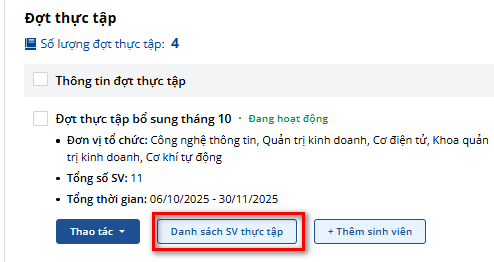 Đợt thực tập
Số lượng đợt thực tập: 4
Thông tin đợt thực tập
Đợt thực tập bổ sung tháng 10 • Đang hoạt động
• Đơn vị tổ chức: Công nghệ thông tin, Quản trị kinh doanh, Cơ điện tử, Khoa quản
trị kinh doanh, Cơ khí tự động
• Tổng số SV: 11
• Tổng thời gian: 06/10/2025 - 30/11/2025
Thao tác Danh sách SV thực tập + Thêm sinh viên